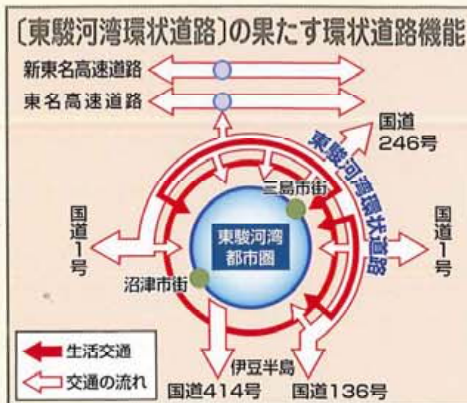 〔東駿河湾環状道路〕の果たす環状道路機能
新東名高速道路
東名高速道路
国道
246号
東駿河湾環状道路
三島市街
国道1号
東駿河湾
都市圏
国道1号
沼津市街
生活交通
交通の流れ
伊豆半島
国道414号
国道136号